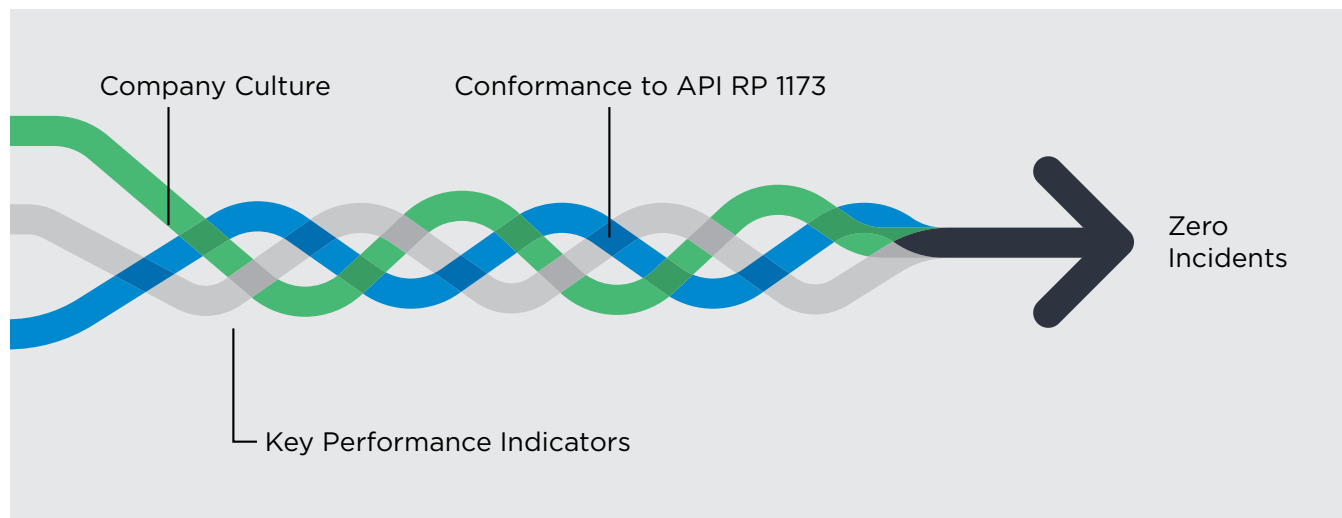 Company Culture
Conformance to API RP 1173
Zero
Incidents
Key Performance Indicators